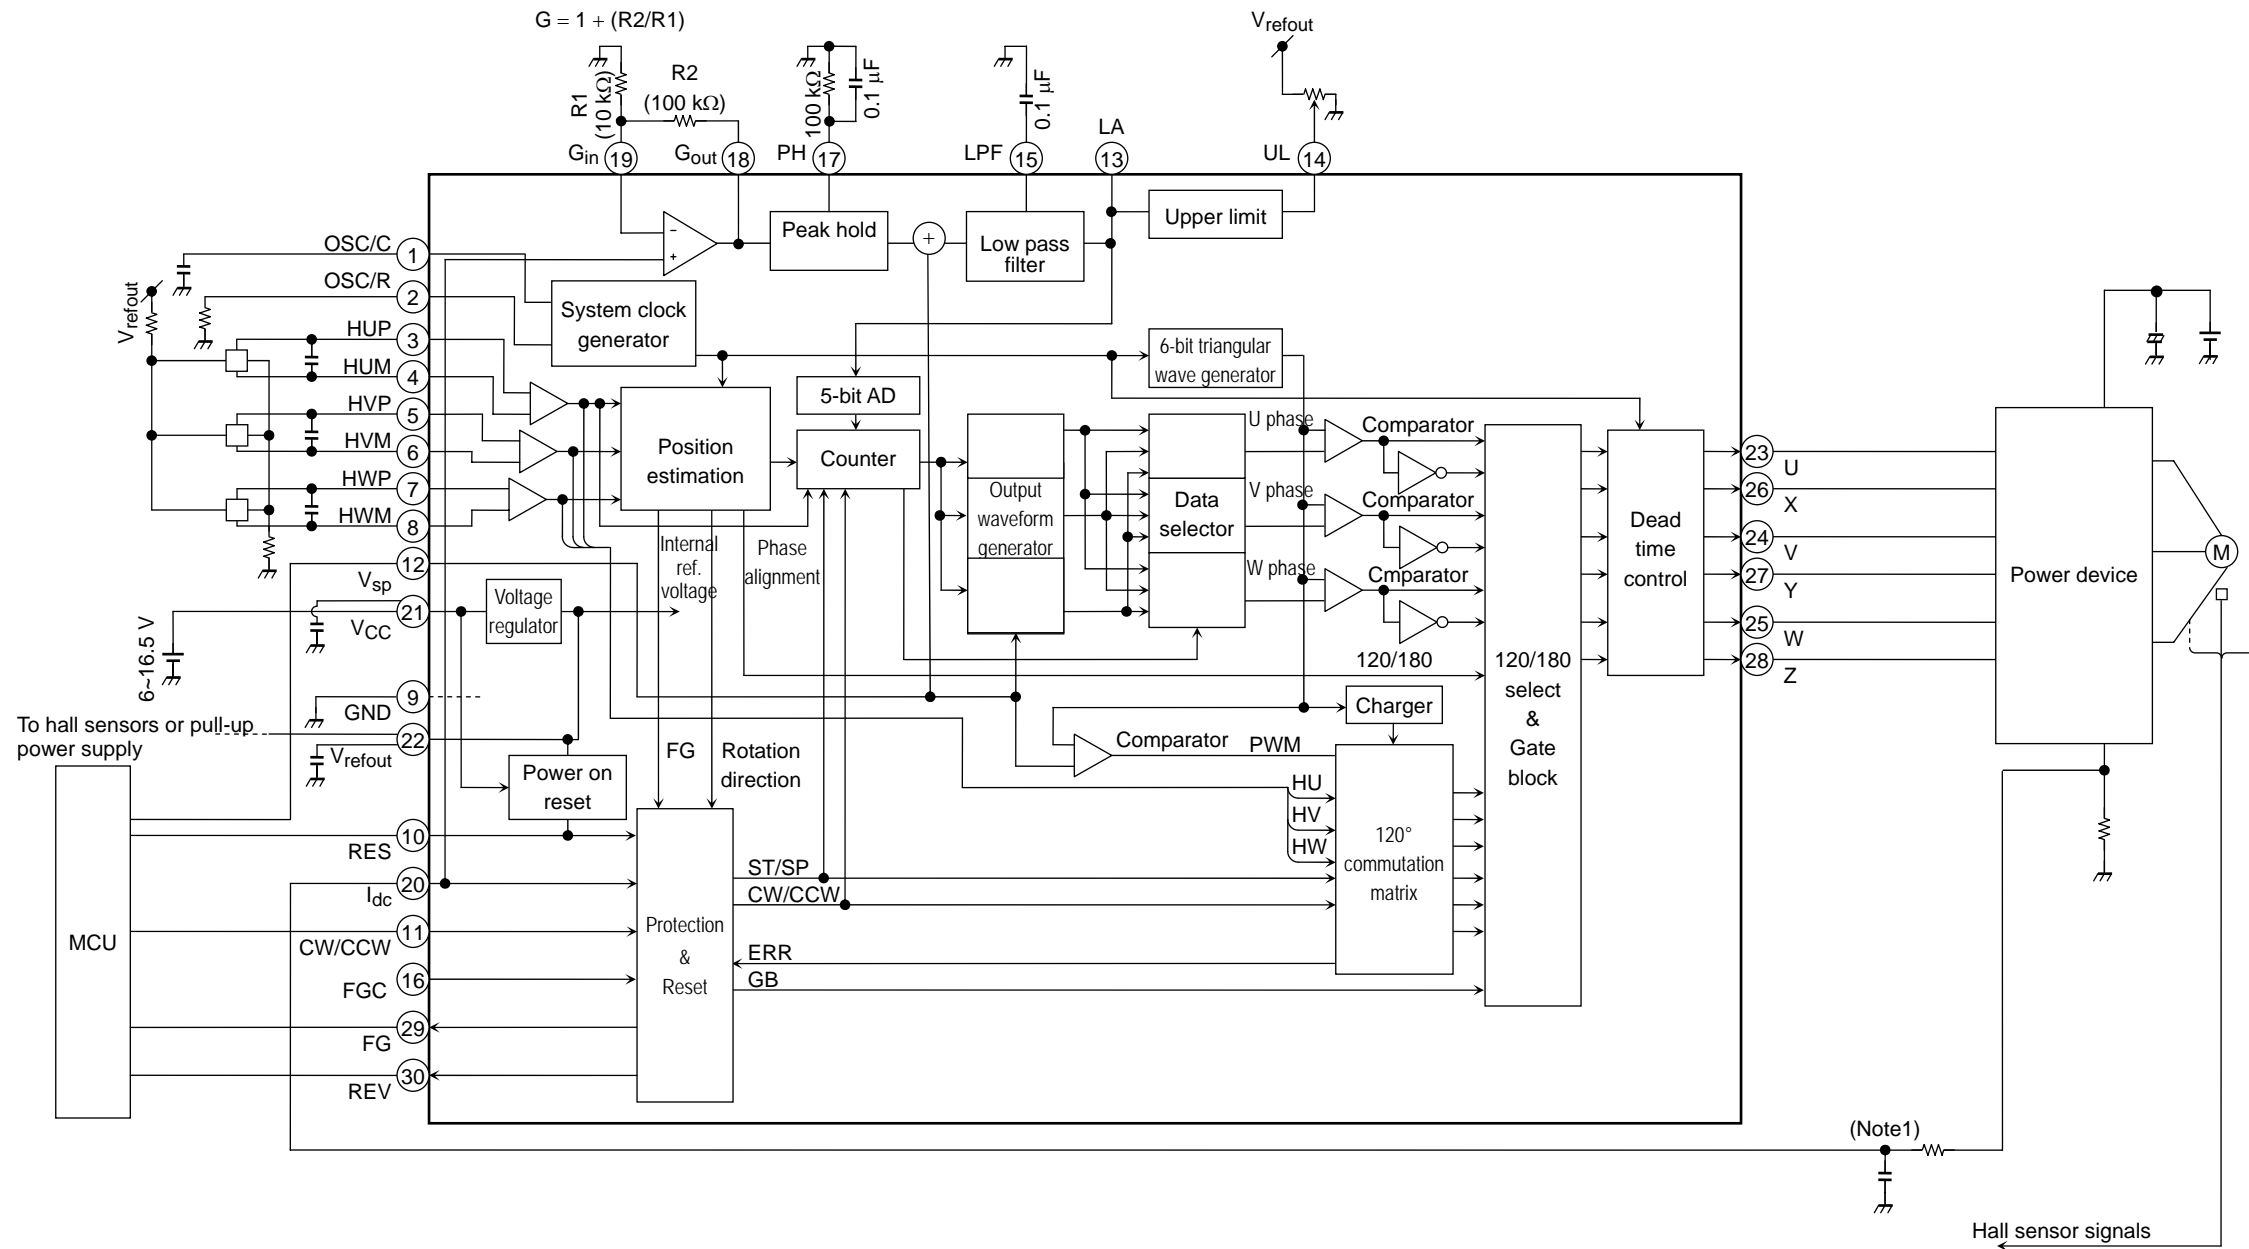 G = 1 + (R2/R1)
Vrefout
R1
(10 kΩ)
R2
(100 kΩ)
100 kΩ
0.1 μF
0.1 μF
LA
Gin
19
Gout
18
PH
17
LPF
15
13
UL
14
Upper limit
Peak hold
+
Low pass
filter
−
+
OSC/C
1
OSC/R
2
System clock
generator
Vrefout
HUP
3
HUM
4
HVP
5
HVM
6
HWP
7
HWM
8
6-bit triangular
wave generator
5-bit AD
Position
estimation
Counter
Output
waveform
generator
Data
selector
U phase
V phase
W phase
Comparator
Comparator
Cmparator
Dead
time
control
23
U
26
X
24
V
27
Y
25
W
28
Z
Power device
M
12
Vsp
21
VCC
6~16.5 V
Voltage
regulator
Internal
ref.
voltage
Phase
alignment
120/180
120/180
select
&
Gate
block
9
GND
To hall sensors or pull-up
power supply
22
Vrefout
Power on
reset
FG
Rotation
direction
Comparator
PWM
Charger
HU
HV
HW
120°
commutation
matrix
MCU
10
RES
20
Idc
11
CW/CCW
16
FGC
29
FG
30
REV
Protection
&
Reset
ST/SP
CW/CCW
ERR
GB
(Note1)
Hall sensor signals